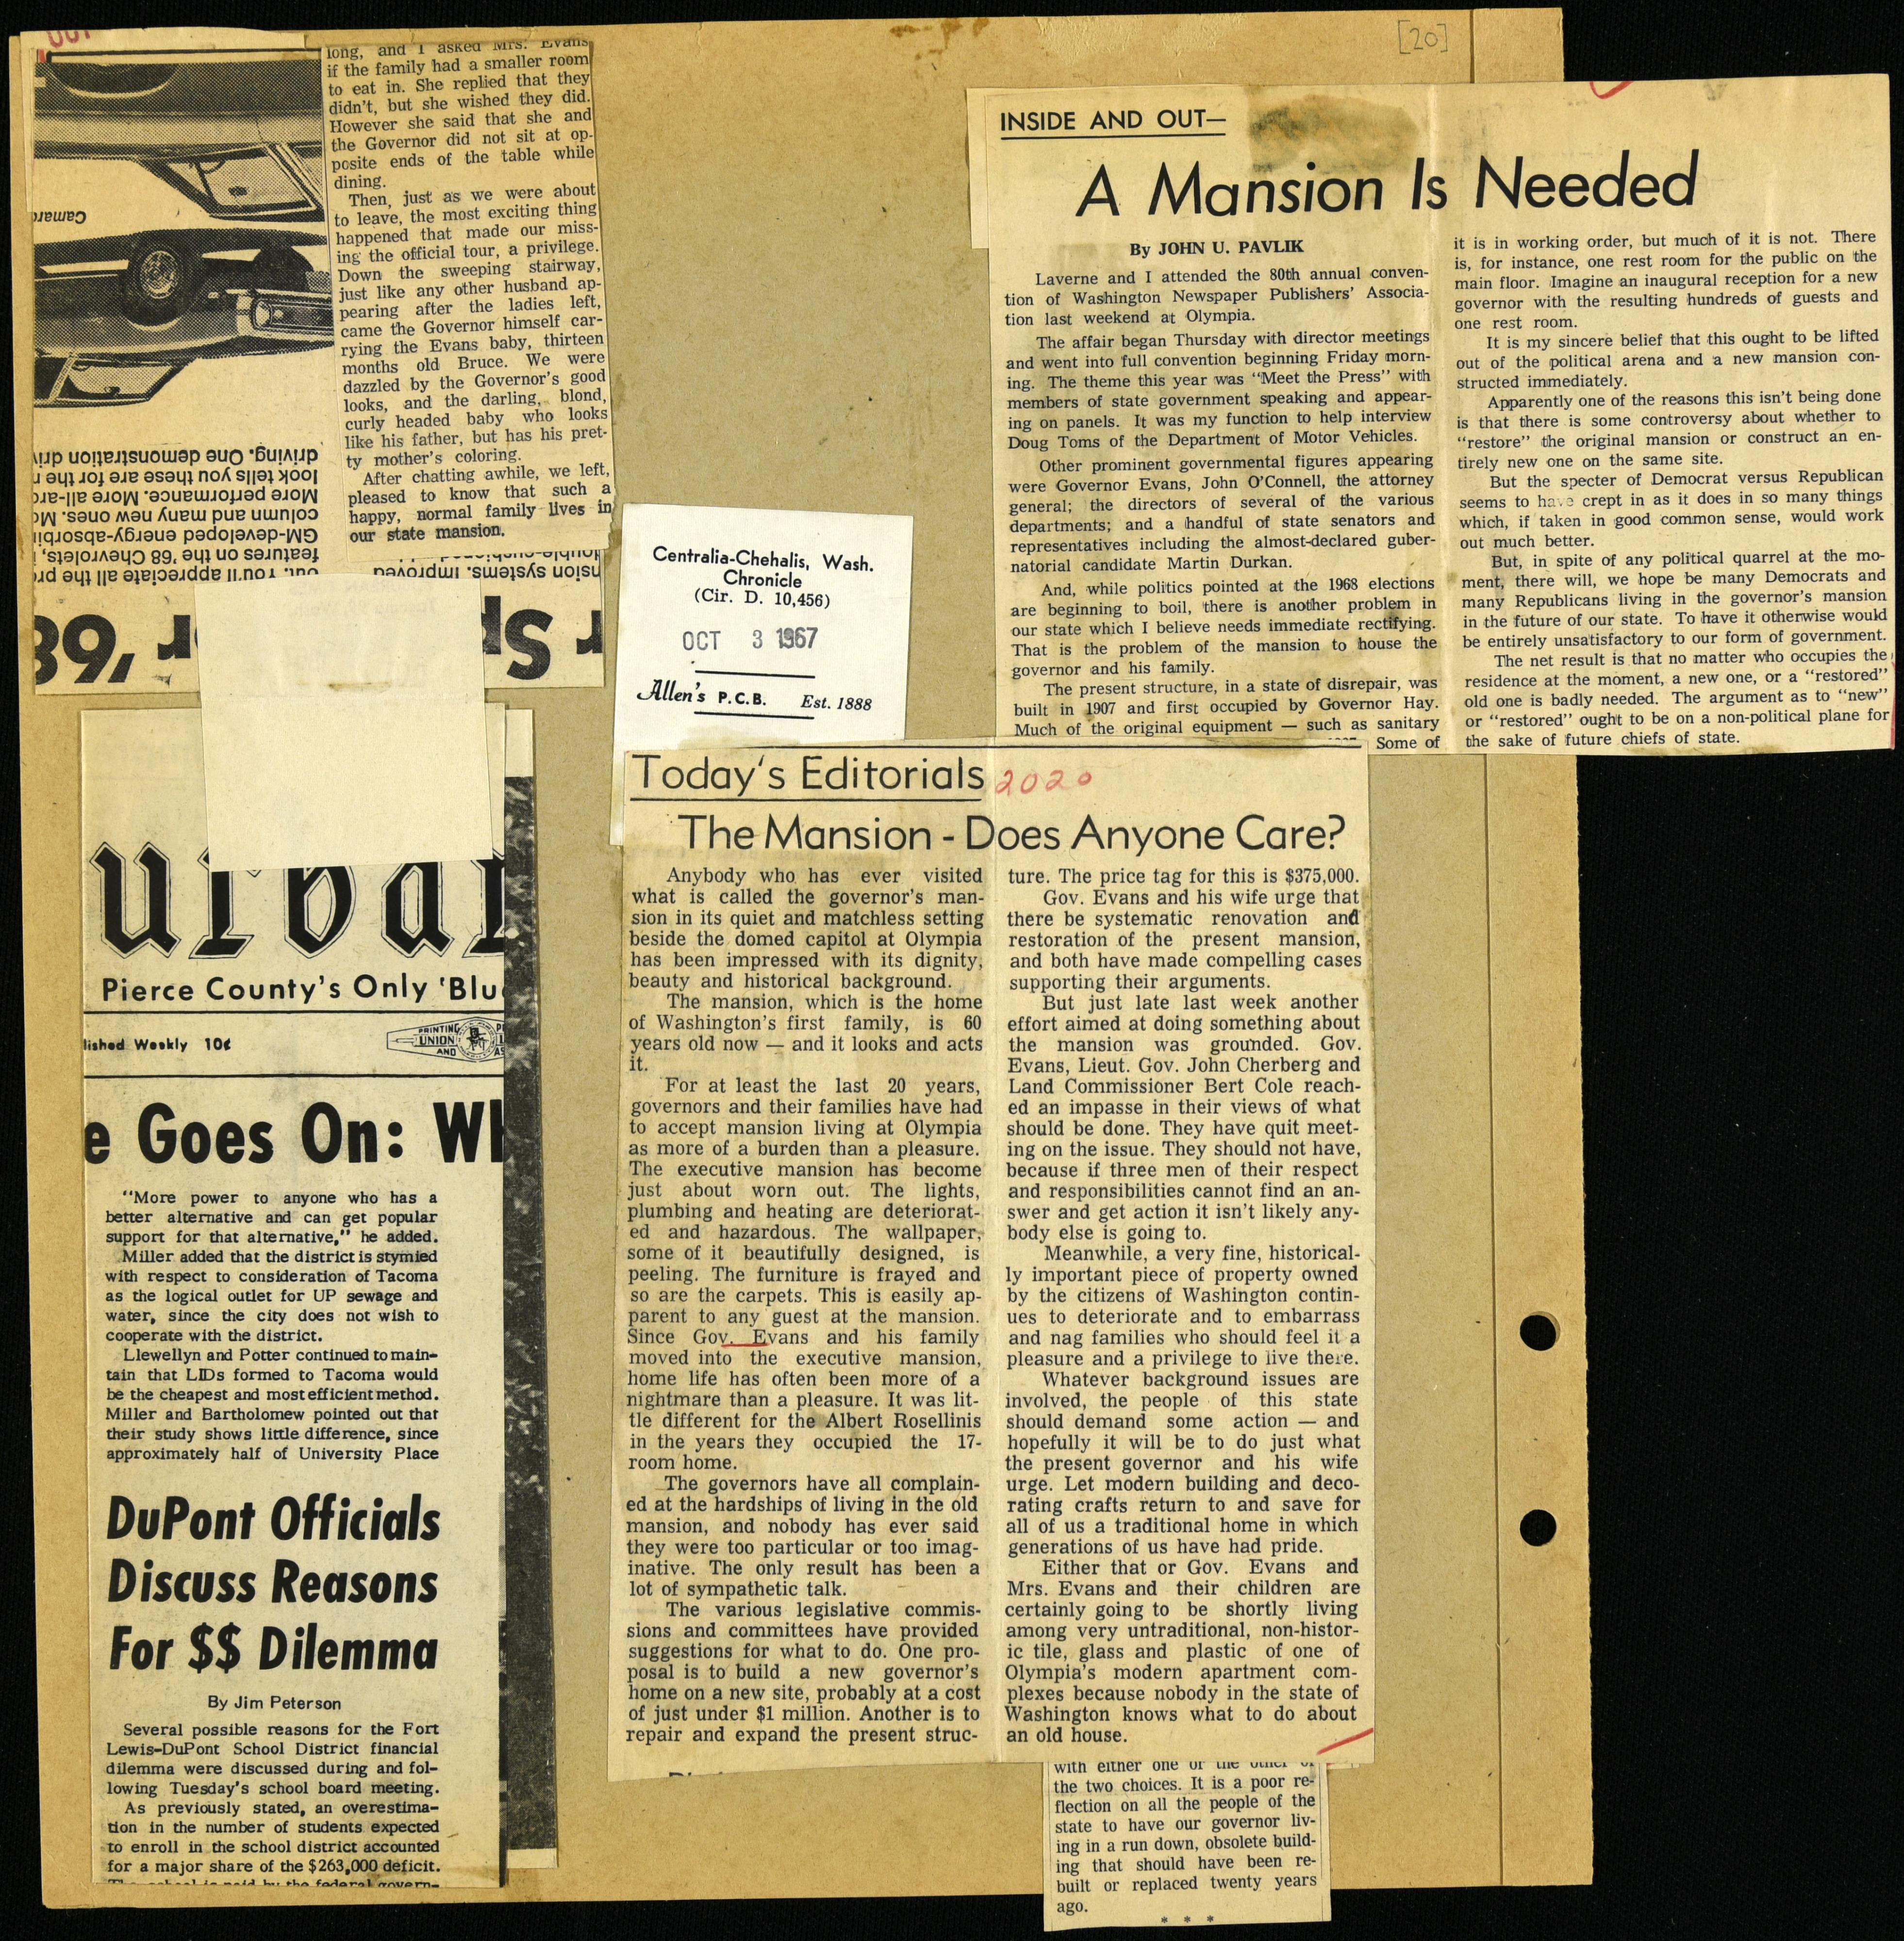 [20]
long, and I asked Mrs. Evans
if the family had a smaller room
to eat in. She replied that they
didn't, but she wished they did.
However she said that she and
the Governor did not sit at op-
posite ends of the table while
dining.
Then, just as we were about
to leave, the most exciting thing
happened that made our miss-
ing the official tour, a privilege.
Down the sweeping stairway,
just like any other husband ap-
pearing after the ladies left,
came the Governor himself car-
rying the Evans baby, thirteen
months old Bruce. We were
dazzled by the Governor's good
looks, and the darling, blond,
curly headed baby who looks
like his father, but has his pret-
ty mother's coloring.
After chatting awhile, we left,
pleased to know that such a
happy, normal family lives in
our state mansion.
Camaro
driving. One demonstration driv
look tells you these are for the
More performance. More all-aro
column and many new ones. Mo
GM-developed energy-absorbi
features on the '68 Chevrolets,
out. You'll appreciate all the pro
nsion systems. Improved
'68
INSIDE AND OUT—
A Mansion Is Needed
By JOHN U. PAVLIK
Laverne and I attended the 80th annual conven-
tion of Washington Newspaper Publishers' Associa-
tion last weekend at Olympia.
The affair began Thursday with director meetings
and went into full convention beginning Friday morn-
ing. The theme this year was "Meet the Press" with
members of state government speaking and appear-
ing on panels. It was my function to help interview
Doug Toms of the Department of Motor Vehicles.
Other prominent governmental figures appearing
were Governor Evans, John O'Connell, the attorney
general; the directors of several of the various
departments; and a handful of state senators and
representatives including the almost-declared guber-
natorial candidate Martin Durkan.
And, while politics pointed at the 1968 elections
are beginning to boil, there is another problem in
our state which I believe needs immediate rectifying.
That is the problem of the mansion to house the
governor and his family.
The present structure, in a state of disrepair, was
built in 1907 and first occupied by Governor Hay.
Much of the original equipment — such as sanitary
Some of
it is in working order, but much of it is not. There
is, for instance, one rest room for the public on the
main floor. Imagine an inaugural reception for a new
governor with the resulting hundreds of guests and
one rest room.
It is my sincere belief that this ought to be lifted
out of the political arena and a new mansion con-
structed immediately.
Apparently one of the reasons this isn't being done
is that there is some controversy about whether to
"restore" the original mansion or construct an en-
tirely new one on the same site.
But the specter of Democrat versus Republican
seems to have crept in as it does in so many things
which, if taken in good common sense, would work
out much better.
But, in spite of any political quarrel at the mo-
ment, there will, we hope be many Democrats and
many Republicans living in the governor's mansion
in the future of our state. To have it otherwise would
be entirely unsatisfactory to our form of government.
The net result is that no matter who occupies the
residence at the moment, a new one, or a "restored"
old one is badly needed. The argument as to "new"
or "restored" ought to be on a non-political plane for
the sake of future chiefs of state.
Centralia-Chehalis, Wash.
Chronicle
(Cir. D. 10,456)
OCT 3 1967
Allen's P.C.B. Est. 1888
Today's Editorials 2020
The Mansion - Does Anyone Care?
Anybody who has ever visited
what is called the governor's man-
sion in its quiet and matchless setting
beside the domed capitol at Olympia
has been impressed with its dignity,
beauty and historical background.
The mansion, which is the home
of Washington's first family, is 60
years old now — and it looks and acts
it.
For at least the last 20 years,
governors and their families have had
to accept mansion living at Olympia
as more of a burden than a pleasure.
The executive mansion has become
just about worn out. The lights,
plumbing and heating are deteriorat-
ed and hazardous. The wallpaper,
some of it beautifully designed, is
peeling. The furniture is frayed and
so are the carpets. This is easily ap-
parent to any guest at the mansion.
Since Gov. Evans and his family
moved into the executive mansion,
home life has often been more of a
nightmare than a pleasure. It was lit-
tle different for the Albert Rosellinis
in the years they occupied the 17-
room home.
The governors have all complain-
ed at the hardships of living in the old
mansion, and nobody has ever said
they were too particular or too imag-
inative. The only result has been a
lot of sympathetic talk.
The various legislative commis-
sions and committees have provided
suggestions for what to do. One pro-
posal is to build a new governor's
home on a new site, probably at a cost
of just under $1 million. Another is to
repair and expand the present struc-
ture. The price tag for this is $375,000.
Gov. Evans and his wife urge that
there be systematic renovation and
restoration of the present mansion,
and both have made compelling cases
supporting their arguments.
But just late last week another
effort aimed at doing something about
the mansion was grounded. Gov.
Evans, Lieut. Gov. John Cherberg and
Land Commissioner Bert Cole reach-
ed an impasse in their views of what
should be done. They have quit meet-
ing on the issue. They should not have,
because if three men of their respect
and responsibilities cannot find an an-
swer and get action it isn't likely any-
body else is going to.
Meanwhile, a very fine, historical-
ly important piece of property owned
by the citizens of Washington contin-
ues to deteriorate and to embarrass
and nag families who should feel it a
pleasure and a privilege to live there.
Whatever background issues are
involved, the people of this state
should demand some action — and
hopefully it will be to do just what
the present governor and his wife
urge. Let modern building and deco-
rating crafts return to and save for
all of us a traditional home in which
generations of us have had pride.
Either that or Gov. Evans and
Mrs. Evans and their children are
certainly going to be shortly living
among very untraditional, non-histor-
ic tile, glass and plastic of one of
Olympia's modern apartment com-
plexes because nobody in the state of
Washington knows what to do about
an old house.
with either one or the other of
the two choices. It is a poor re-
flection on all the people of the
state to have our governor liv-
ing in a run down, obsolete build-
ing that should have been re-
built or replaced twenty years
ago.
* * *
urban
Pierce County's Only 'Blu
lished Weekly 10¢
PRINTING
UNION
AND
e Goes On: Wh
"More power to anyone who has a
better alternative and can get popular
support for that alternative," he added.
Miller added that the district is stymied
with respect to consideration of Tacoma
as the logical outlet for UP sewage and
water, since the city does not wish to
cooperate with the district.
Llewellyn and Potter continued to main-
tain that LIDs formed to Tacoma would
be the cheapest and most efficient method.
Miller and Bartholomew pointed out that
their study shows little difference, since
approximately half of University Place
DuPont Officials
Discuss Reasons
For $$ Dilemma
By Jim Peterson
Several possible reasons for the Fort
Lewis-DuPont School District financial
dilemma were discussed during and fol-
lowing Tuesday's school board meeting.
As previously stated, an overestima-
tion in the number of students expected
to enroll in the school district accounted
for a major share of the $263,000 deficit.
The school is paid by the federal govern-